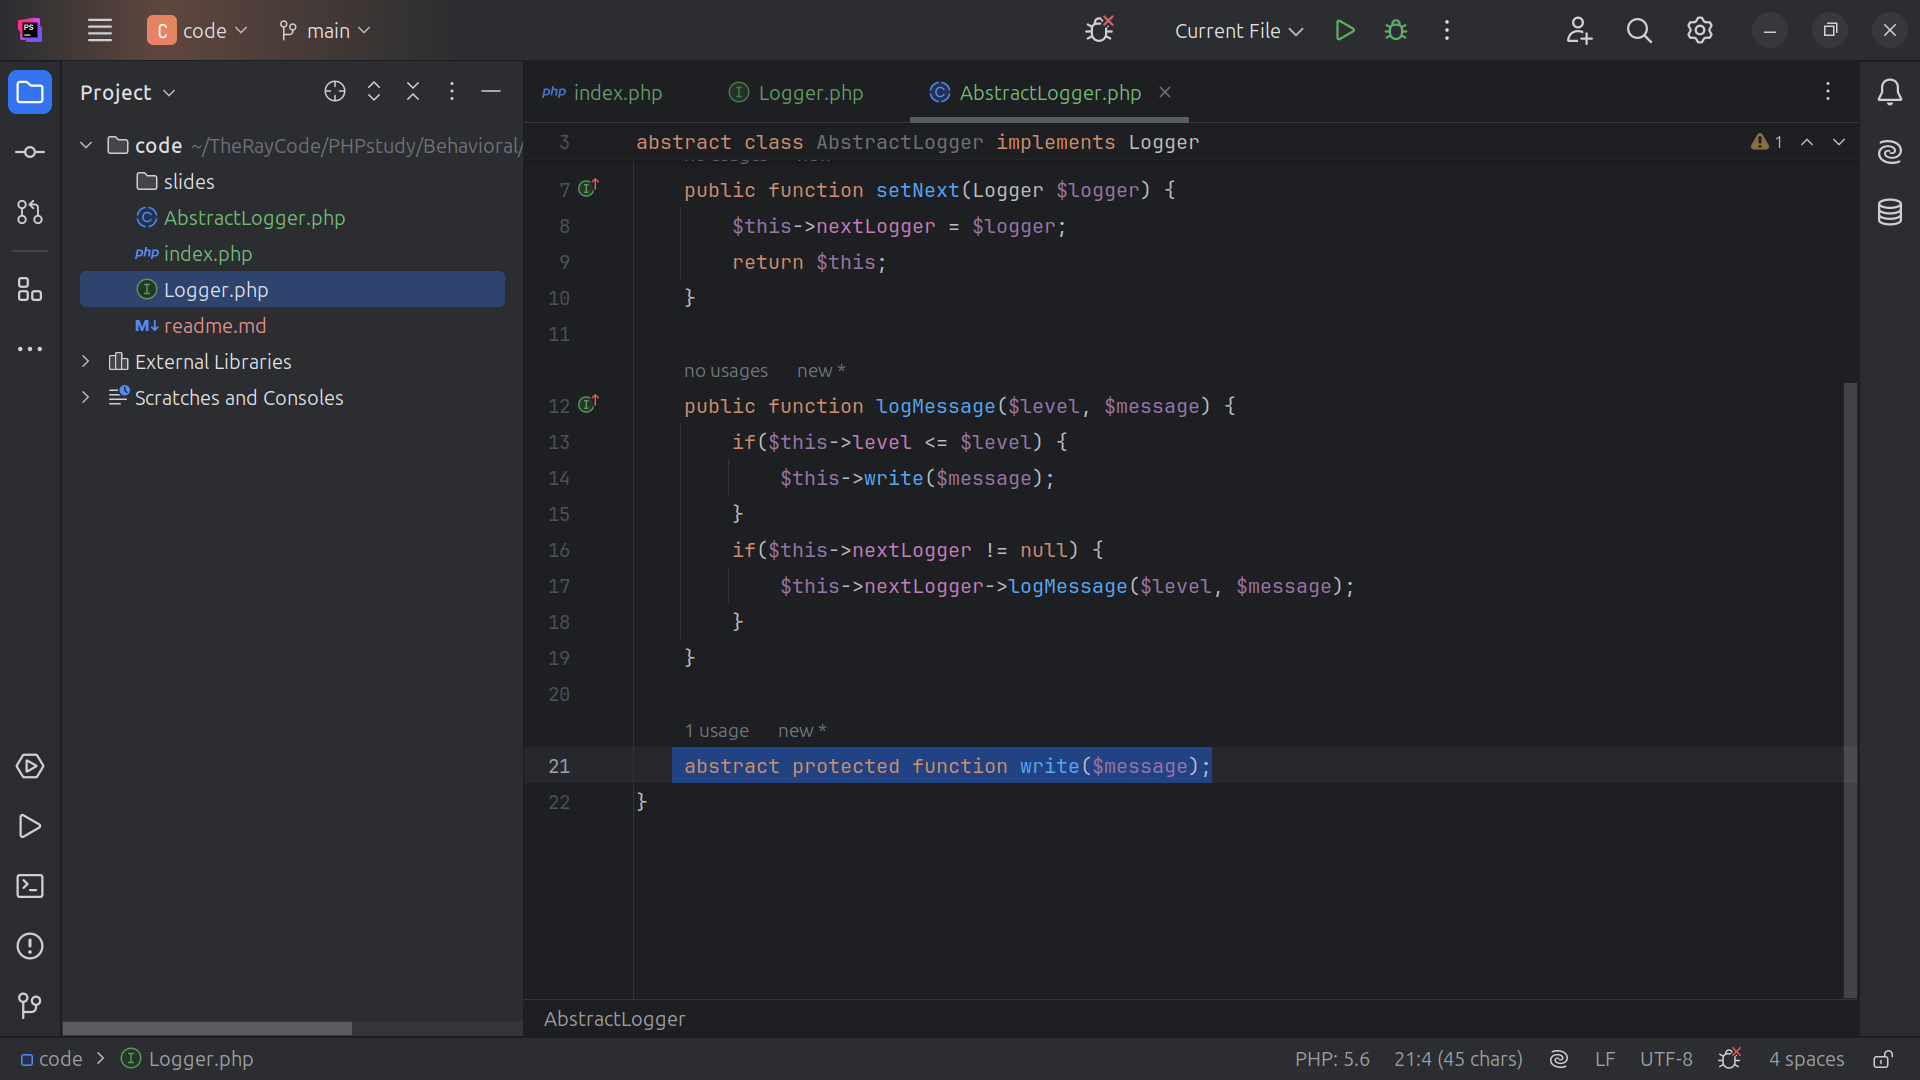 PS
C code
main
Current File
Project
code ~/TheRayCode/PHPstudy/Behavioral/
slides
AbstractLogger.php
php index.php
Logger.php
M↓ readme.md
External Libraries
Scratches and Consoles
php index.php
Logger.php
AbstractLogger.php
3 abstract class AbstractLogger implements Logger
1
7 public function setNext(Logger $logger) {
8 $this->nextLogger = $logger;
9 return $this;
10 }
11
no usages new *
12 public function logMessage($level, $message) {
13 if($this->level <= $level) {
14 $this->write($message);
15 }
16 if($this->nextLogger != null) {
17 $this->nextLogger->logMessage($level, $message);
18 }
19 }
20
1 usage new *
21 abstract protected function write($message);
22 }
AbstractLogger
code > Logger.php
PHP: 5.6 21:4 (45 chars) LF UTF-8 4 spaces